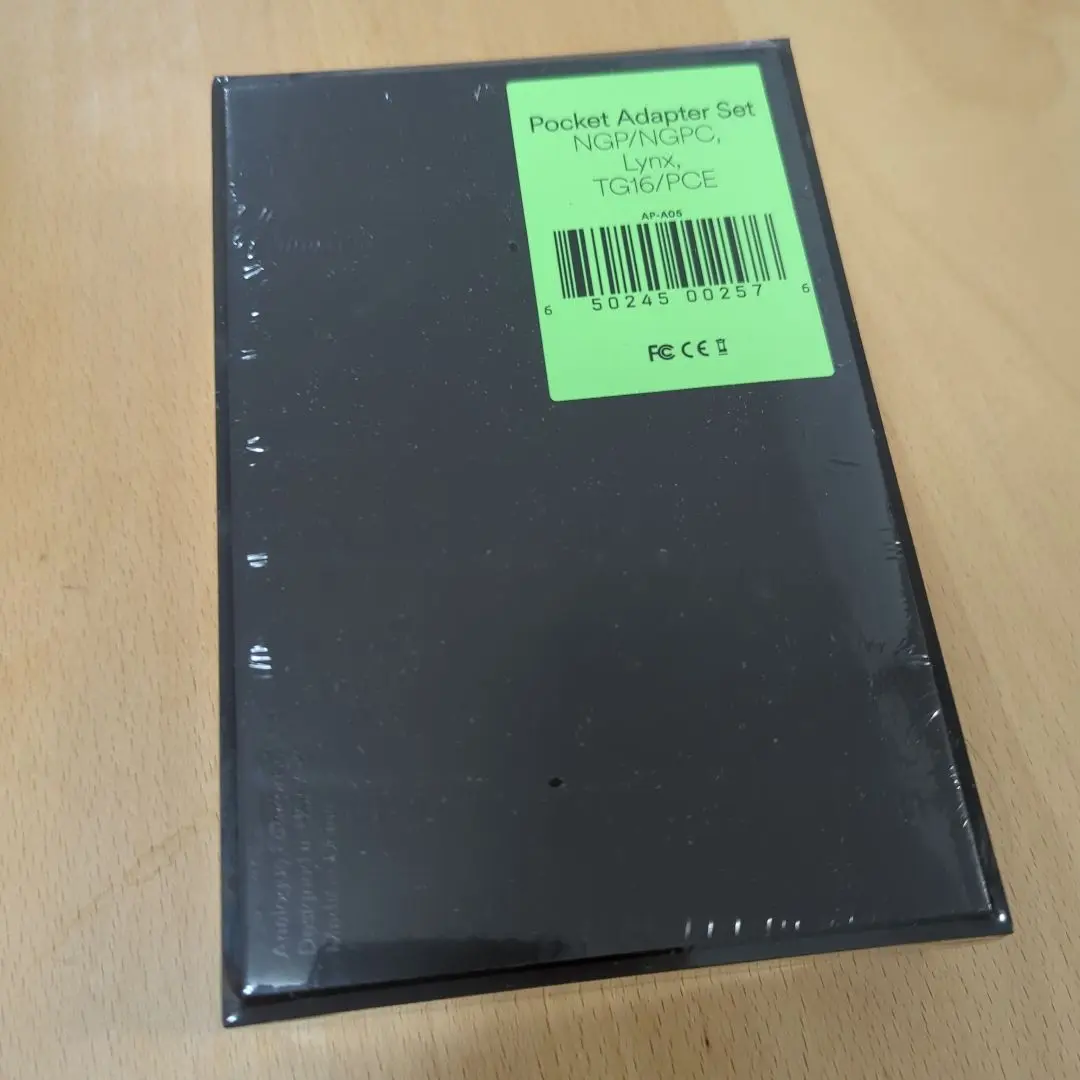 Pocket Adapter Set
NGP/NGPC,
Lynx,
TG16/PCE
AP-A05
6 50245 00257 6
FC CE